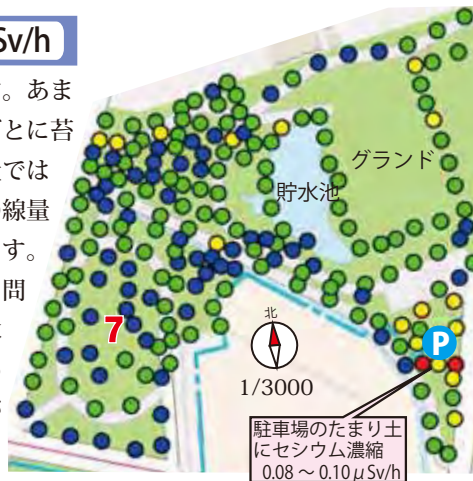 Sv/h
。あま
とに苔
では
線量
す。
問
グランド
貯水池
7
北
1/3000
P
駐車場のたまり土
にセシウム濃縮
0.08 ～ 0.10μSv/h